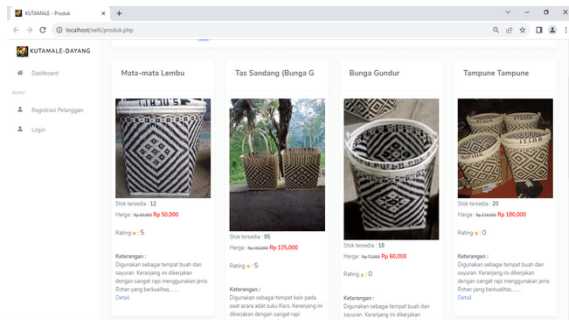 KUTAMALE - Produk
localhost/selli/produk.php
KUTAMALE-DAYANG
Dashboard
MENU
Registrasi Pelanggan
Login
Mata-mata Lembu
Stok tersedia : 12
Harga : Rp 50,000
Rating : 5
Keterangan :
Digunakan sebagai tempat buah dan
sayuran. Keranjang ini dikerjakan
dengan sangat rapi menggunakan jenis
Rotan yang berkualitas......
Detail
Tas Sandang (Bunga G
Stok tersedia : 85
Harga : Rp 135,000
Rating : 5
Keterangan :
Digunakan sebagai tempat kain pada
saat acara adat suku Karo. Keranjang ini
dikerjakan dengan sangat rapi
Bunga Gundur
Stok tersedia : 18
Harga : Rp 60,000
Rating : 0
Keterangan :
Digunakan sebagai tempat buah dan
sayuran. Keranjang ini dikerjakan
Tampune Tampune
Stok tersedia : 20
Harga : Rp 180,000
Rating : 0
Keterangan :
Digunakan sebagai tempat buah dan
sayuran. Keranjang ini dikerjakan
dengan sangat rapi menggunakan jenis
Rotan yang berkualitas......
Detail